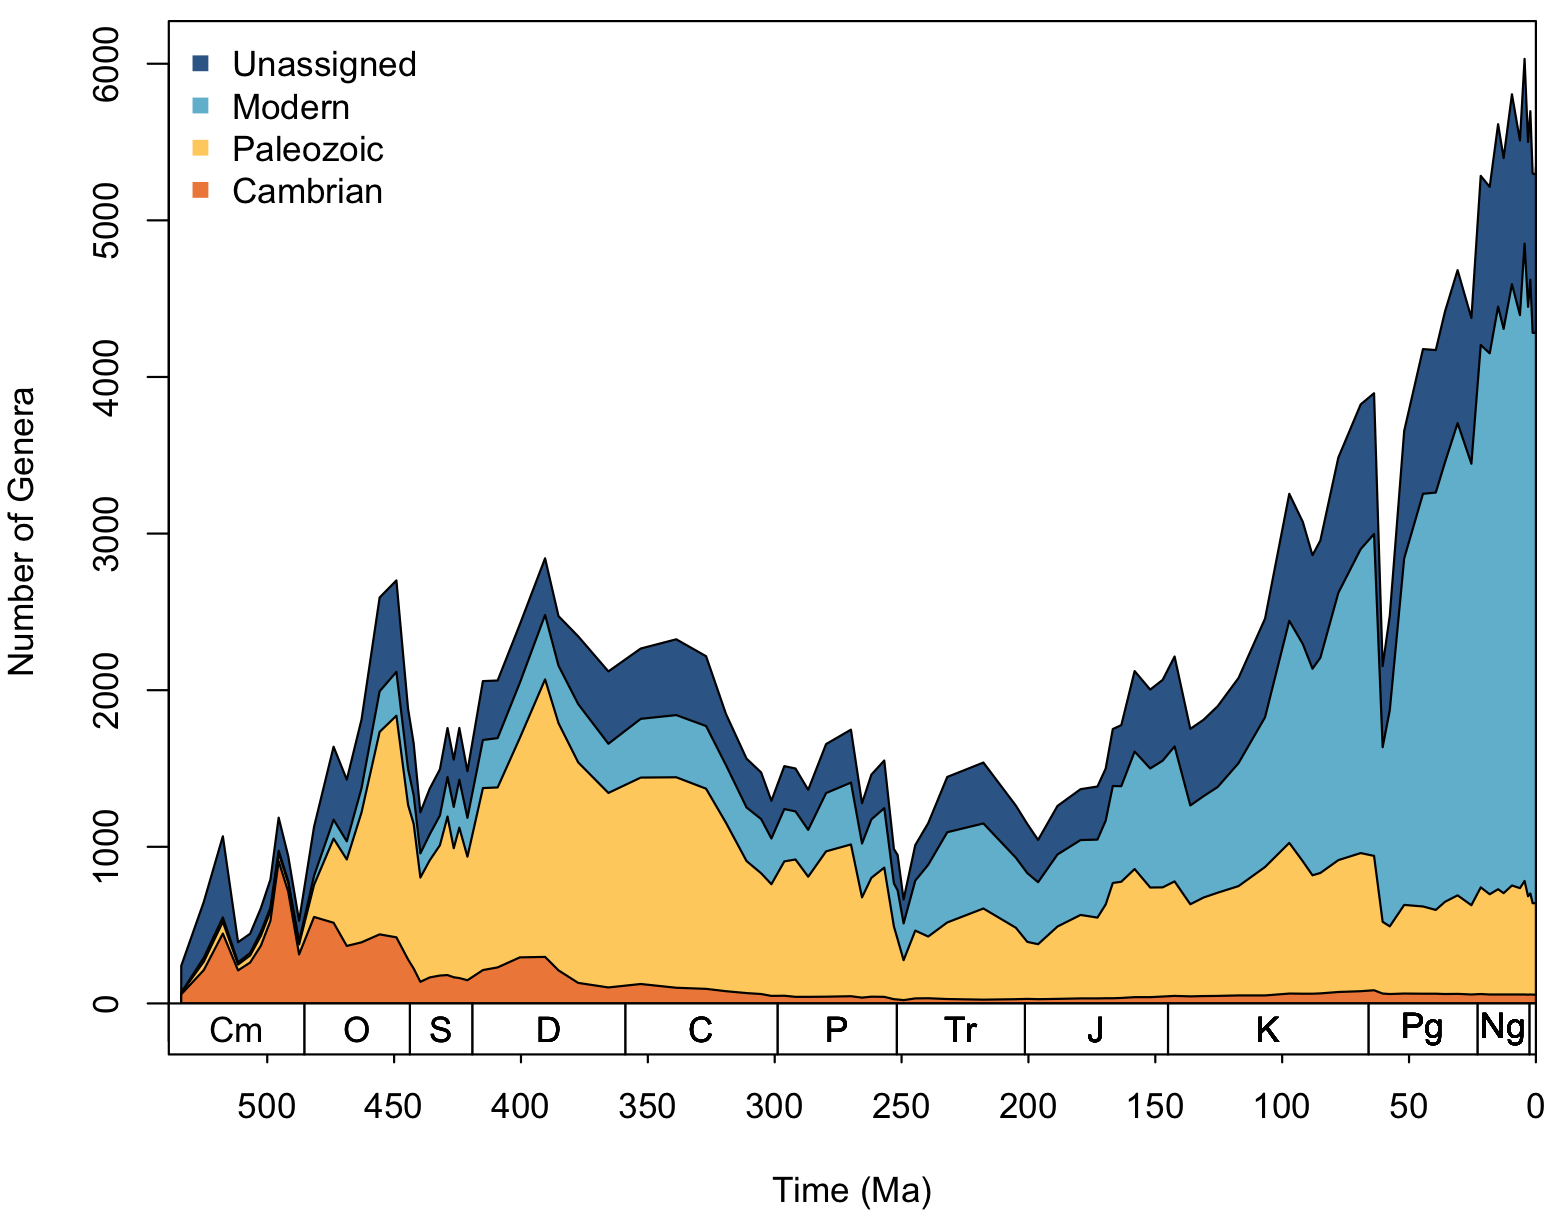 Unassigned
Modern
Paleozoic
Cambrian
Number of Genera
6000
5000
4000
3000
2000
1000
0
Cm O S D C P Tr J K Pg Ng
500 450 400 350 300 250 200 150 100 50 0
Time (Ma)